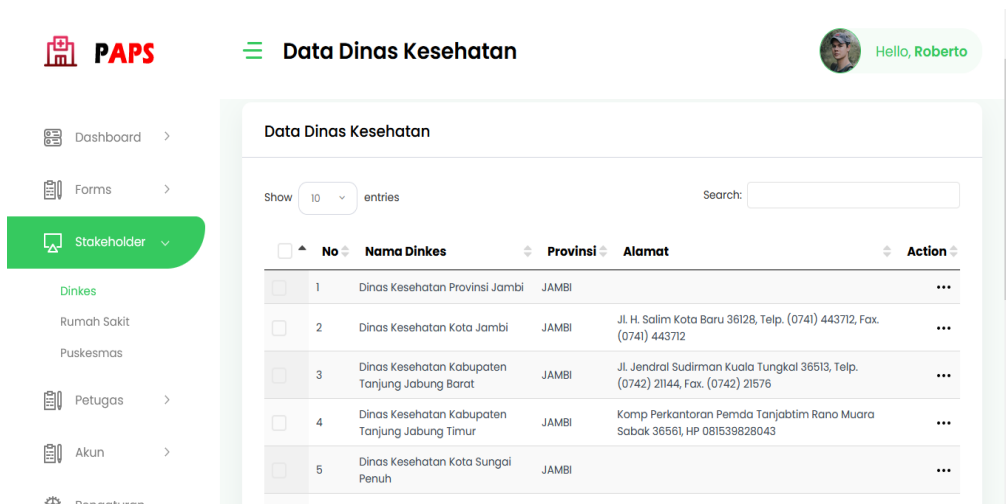 PAPS
Data Dinas Kesehatan
Hello, Roberto
Dashboard
Forms
Stakeholder
Dinkes
Rumah Sakit
Puskesmas
Petugas
Akun
Pengaturan
Data Dinas Kesehatan
Show 10 entries
Search:
No Nama Dinkes Provinsi Alamat Action
1 Dinas Kesehatan Provinsi Jambi JAMBI
2 Dinas Kesehatan Kota Jambi JAMBI Jl. H. Salim Kota Baru 36128, Telp. (0741) 443712, Fax.
(0741) 443712
3 Dinas Kesehatan Kabupaten
Tanjung Jabung Barat JAMBI Jl. Jendral Sudirman Kuala Tungkal 36513, Telp.
(0742) 21144, Fax. (0742) 21576
4 Dinas Kesehatan Kabupaten
Tanjung Jabung Timur JAMBI Komp Perkantoran Pemda Tanjabtim Rano Muara
Sabak 36561, HP 081539828043
5 Dinas Kesehatan Kota Sungai
Penuh JAMBI